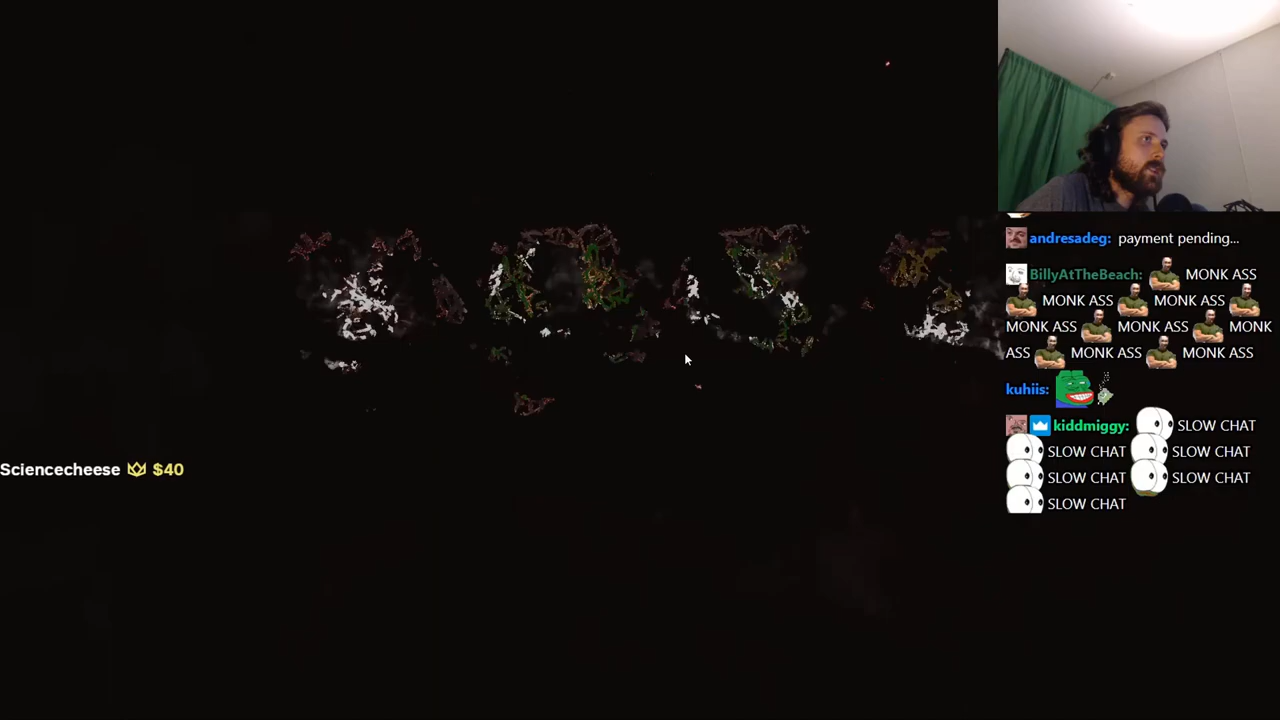 andresadeg: payment pending...
BillyAtTheBeach: MONK ASS
MONK ASS MONK ASS
MONK ASS MONK ASS MONK
ASS MONK ASS MONK ASS
kuhiis:
kiddmiggy: SLOW CHAT
SLOW CHAT SLOW CHAT
SLOW CHAT SLOW CHAT
SLOW CHAT
Sciencecheese $40